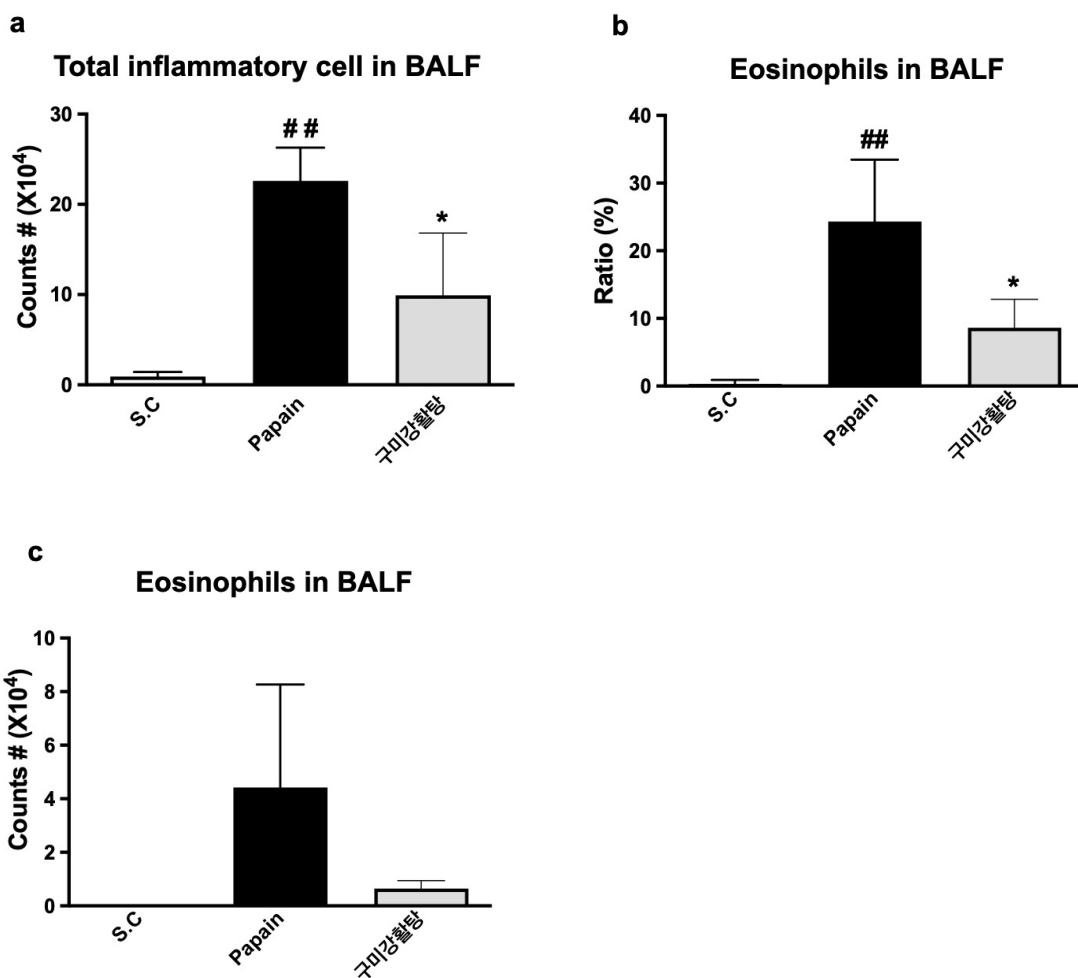 a
Total inflammatory cell in BALF
Counts # (X10⁴)
30
20
10
0
# #
*
S.C
Papain
구미강활탕
b
Eosinophils in BALF
Ratio (%)
40
30
20
10
0
##
*
S.C
Papain
구미강활탕
c
Eosinophils in BALF
Counts # (X10⁴)
10
8
6
4
2
0
S.C
Papain
구미강활탕